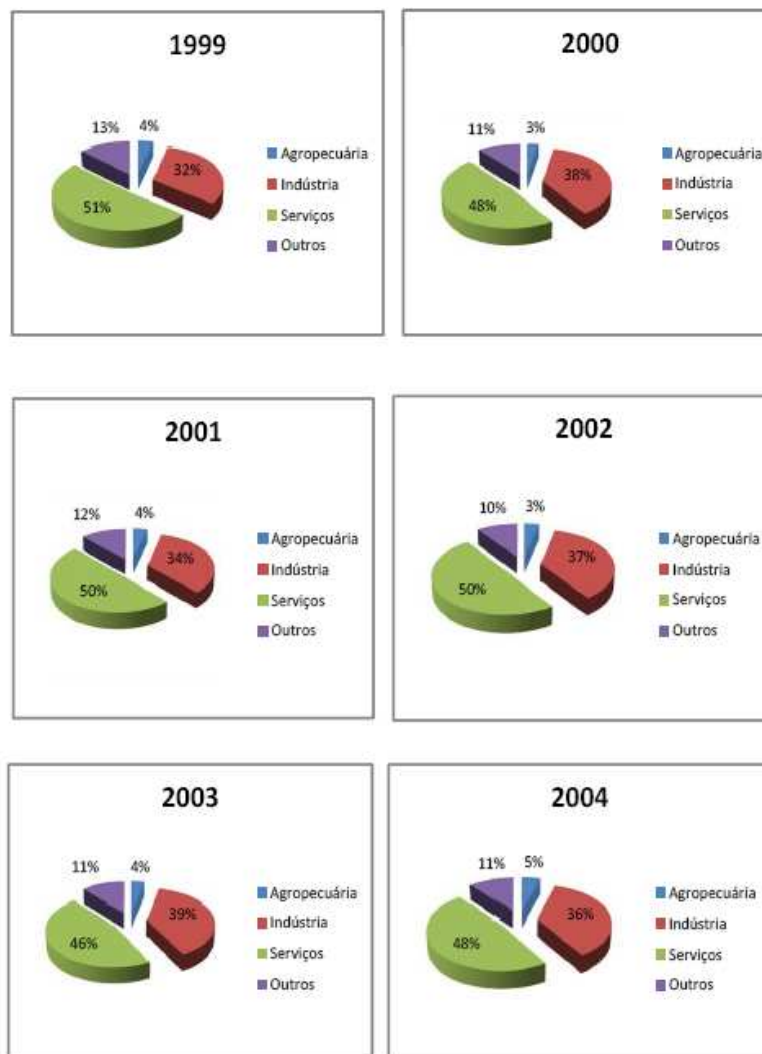 1999
13%
4%
32%
51%
Agropecuária
Indústria
Serviços
Outros
2000
11%
3%
38%
48%
Agropecuária
Indústria
Serviços
Outros
2001
12%
4%
34%
50%
Agropecuária
Indústria
Serviços
Outros
2002
10%
3%
37%
50%
Agropecuária
Indústria
Serviços
Outros
2003
11%
4%
39%
46%
Agropecuária
Indústria
Serviços
Outros
2004
11%
5%
36%
48%
Agropecuária
Indústria
Serviços
Outros